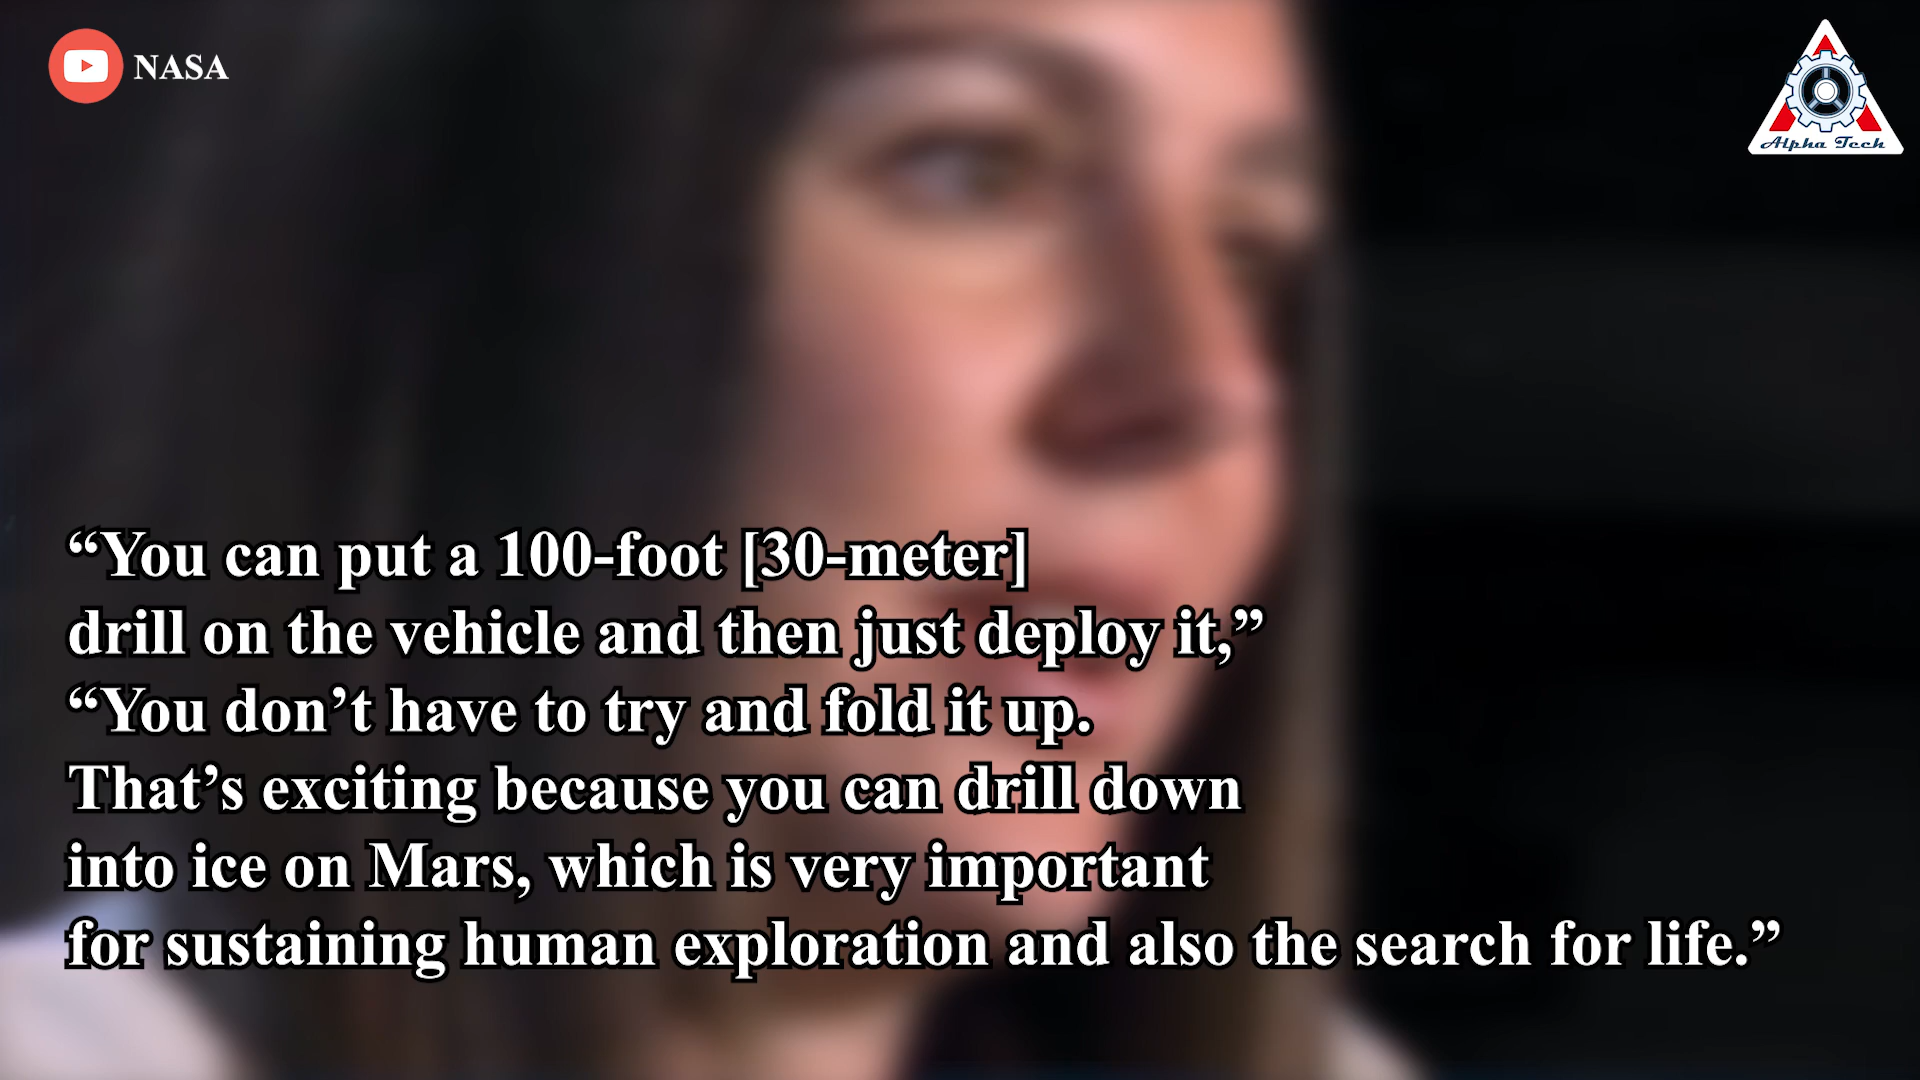 NASA
Alpha Tech
“You can put a 100-foot [30-meter]
drill on the vehicle and then just deploy it,”
“You don’t have to try and fold it up.
That’s exciting because you can drill down
into ice on Mars, which is very important
for sustaining human exploration and also the search for life.”